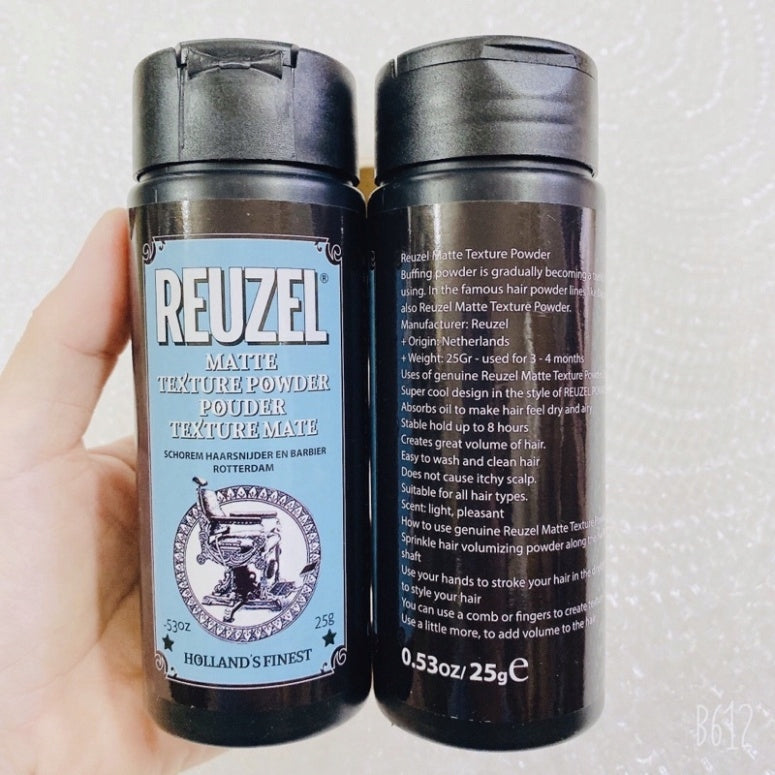 REUZEL®
MATTE
TEXTURE POWDER
POUDER
TEXTURE MATE
SCHOREM HAARSNIJDER EN BARBIER
ROTTERDAM
.53OZ
25g
HOLLAND'S FINEST
Reuzel Matte Texture Powder
Buffing powder is gradually becoming a
using. In the famous hair powder lines like
also Reuzel Matte Texture Powder.
Manufacturer: Reuzel
+ Origin: Netherlands
+ Weight: 25Gr - used for 3 - 4 months
Uses of genuine Reuzel Matte Texture
Super cool design in the style of REUZEL
Absorbs oil to make hair feel dry and airy
Stable hold up to 8 hours
Creates great volume of hair.
Easy to wash and clean hair
Does not cause itchy scalp.
Suitable for all hair types.
Scent: light, pleasant
How to use genuine Reuzel Matte Texture
Sprinkle hair volumizing powder along the
shaft
Use your hands to stroke your hair in the
to style your hair
You can use a comb or fingers to create
Use a little more, to add volume to the hair
0.53oz/25g℮
B612